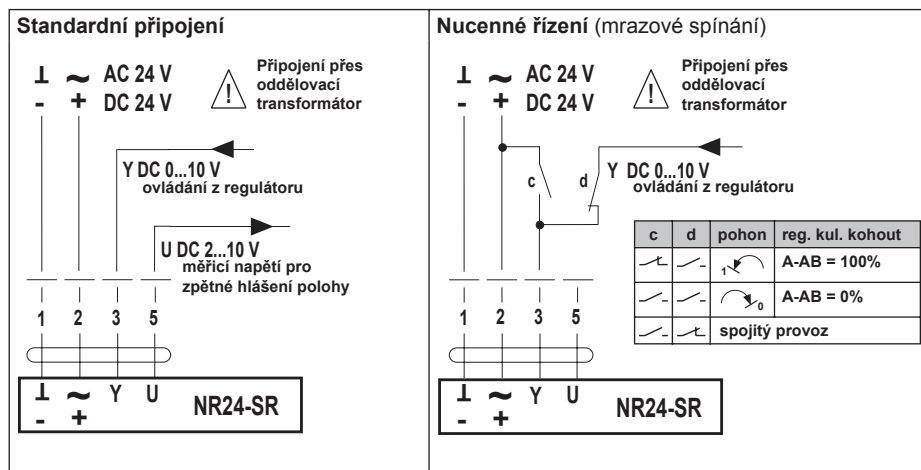 Standardní připojení
⊥ ~ AC 24 V
- + DC 24 V
!
Připojení přes
oddělovací
transformátor
Y DC 0...10 V
ovládání z regulátoru
U DC 2...10 V
měřicí napětí pro
zpětné hlášení polohy
1 2 3 5
⊥ ~ Y U
- +
NR24-SR
Nucenné řízení (mrazové spínání)
⊥ ~ AC 24 V
- + DC 24 V
!
Připojení přes
oddělovací
transformátor
c d Y DC 0...10 V
ovládání z regulátoru
c d pohon reg. kul. kohout
1 A-AB = 100%
0 A-AB = 0%
spojitý provoz
1 2 3 5
⊥ ~ Y U
- +
NR24-SR